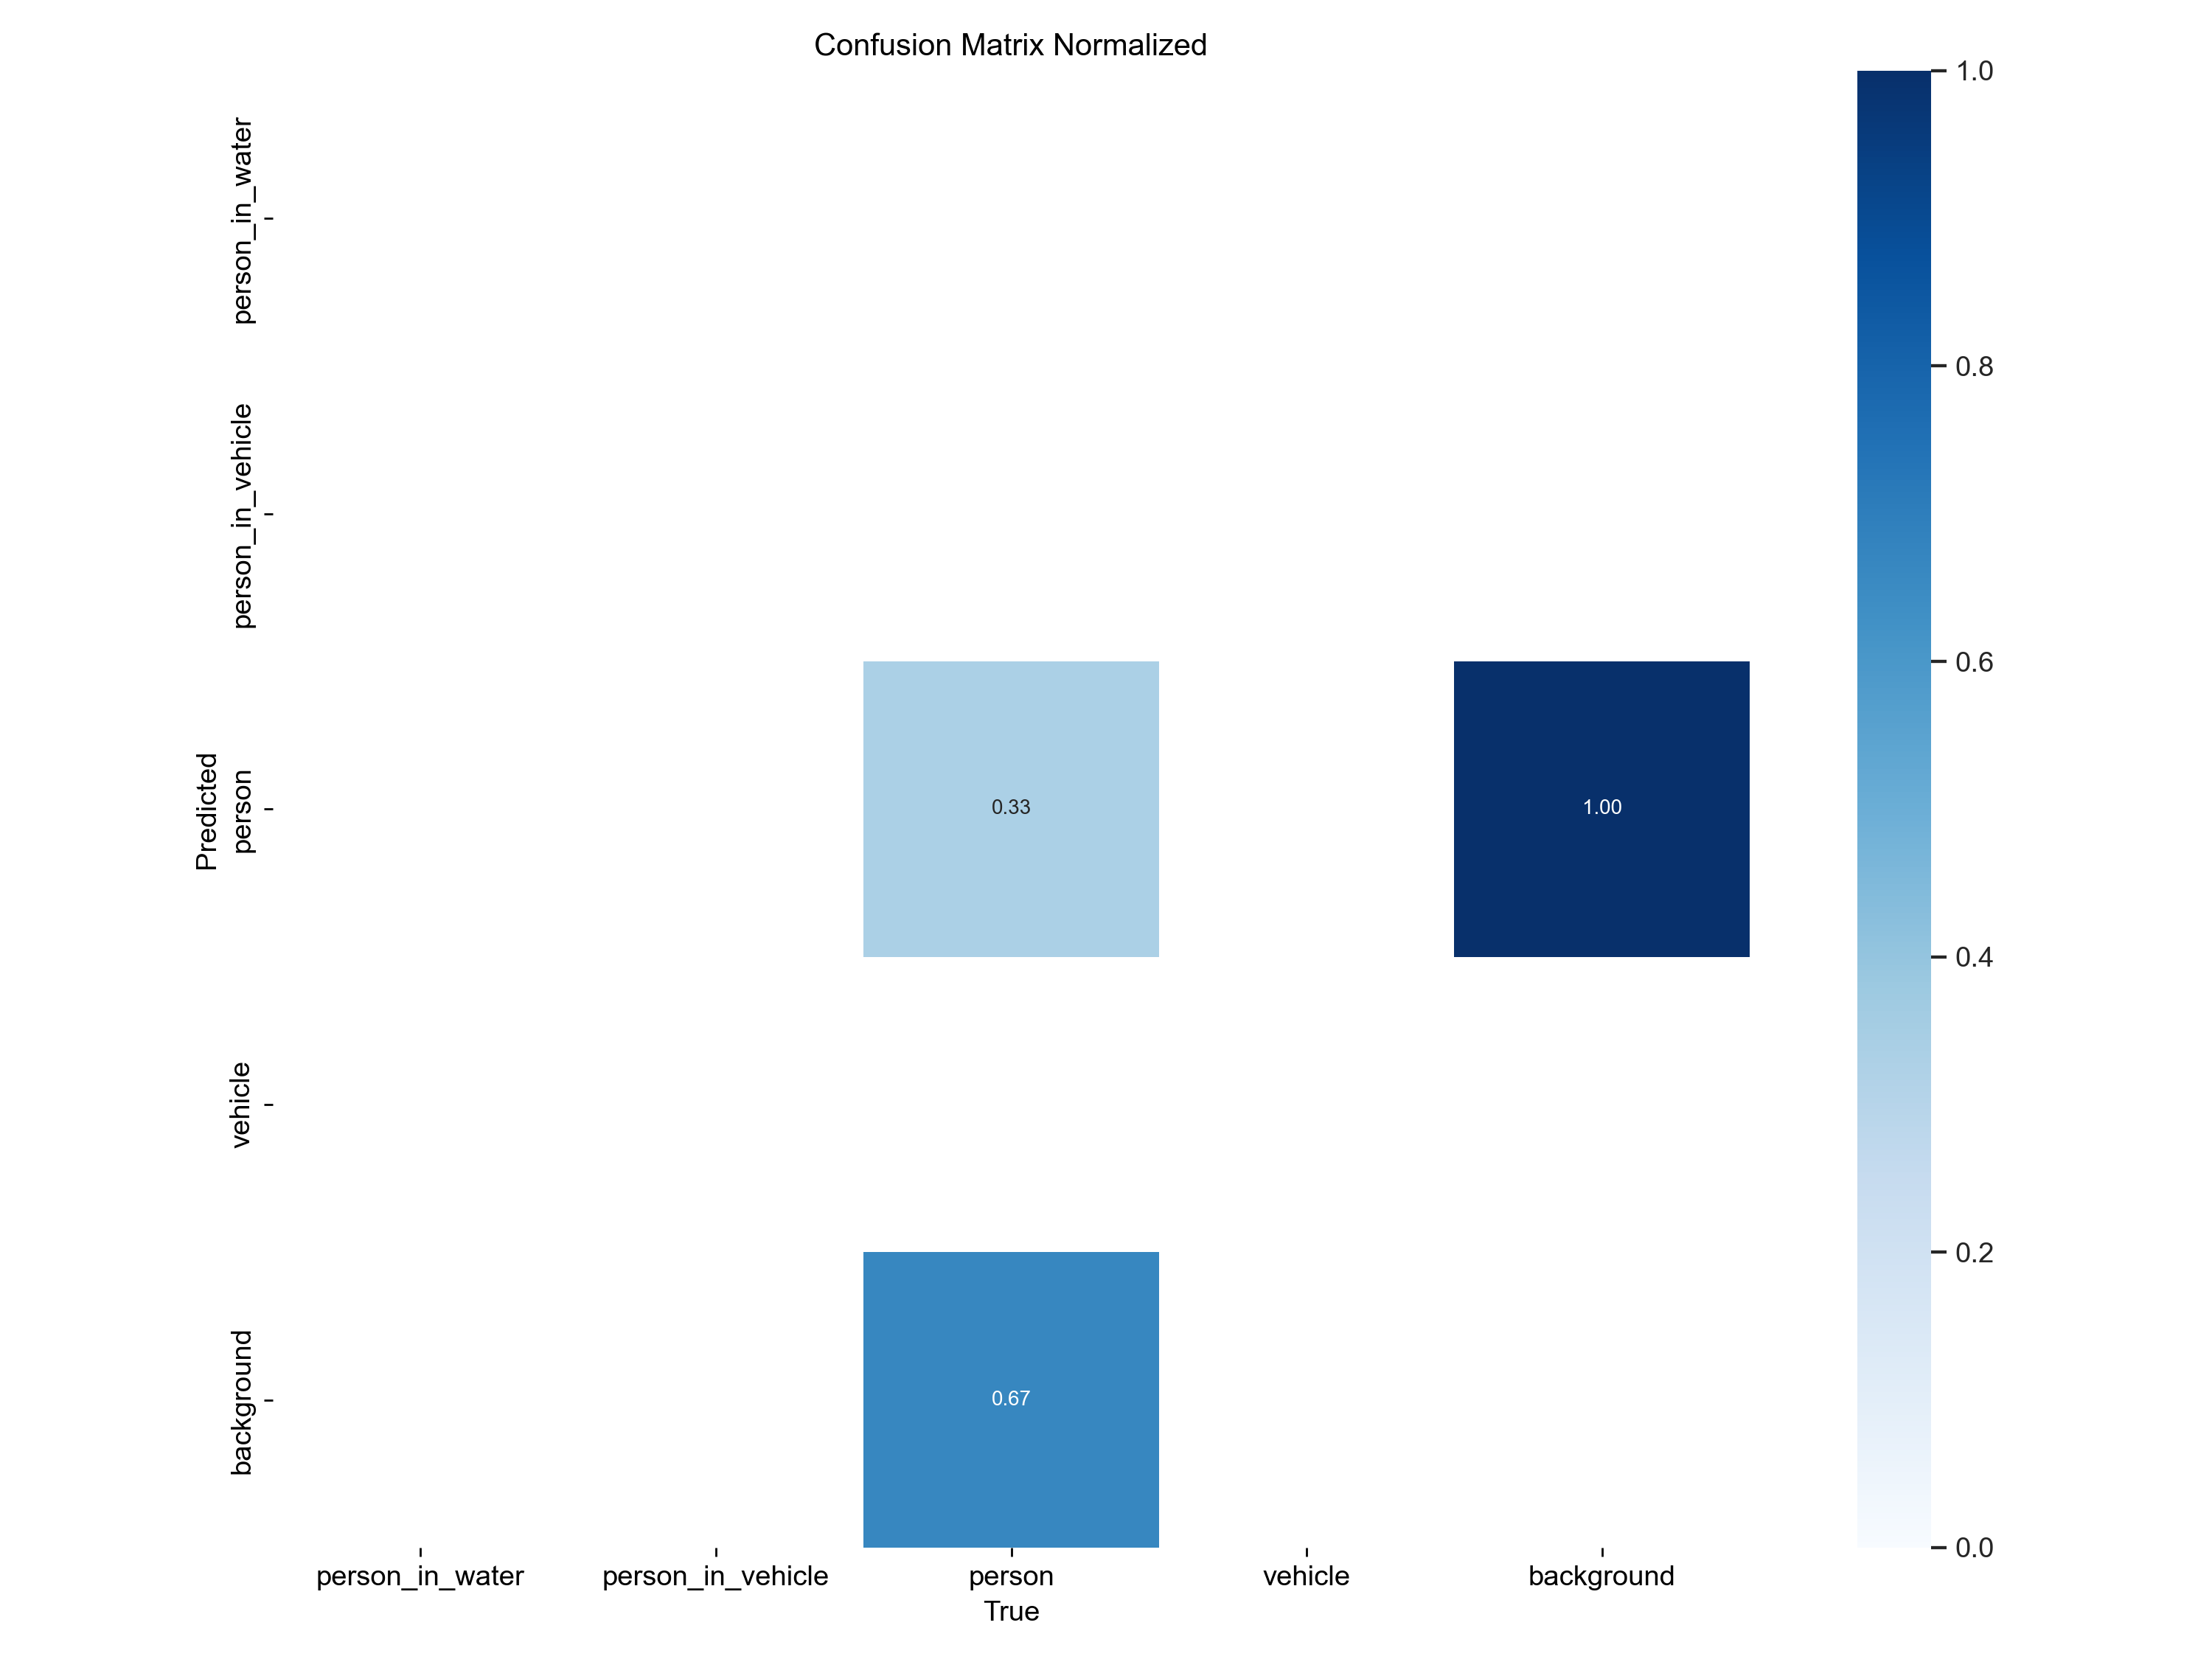 Confusion Matrix Normalized
Predicted
person_in_water
person_in_vehicle
person
vehicle
background
0.33
1.00
0.67
person_in_water
person_in_vehicle
person
vehicle
background
True
1.0
0.8
0.6
0.4
0.2
0.0